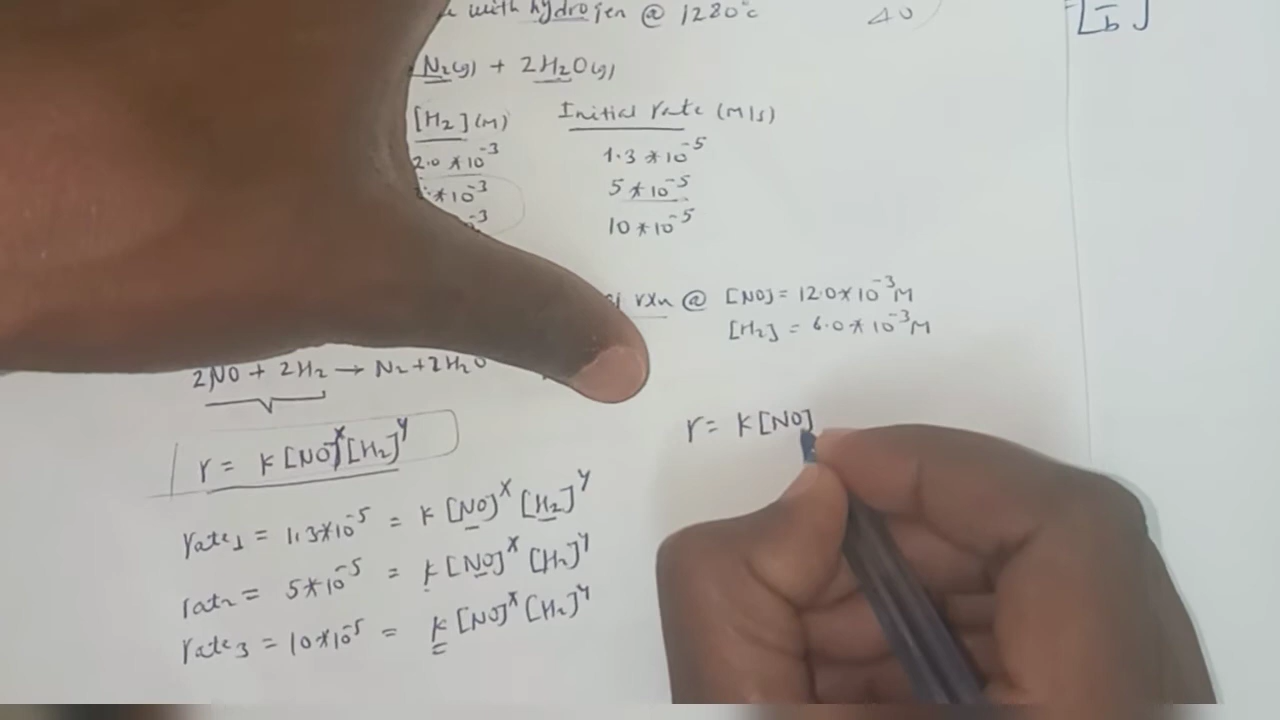 with hydrogen @ 1280°c
40
[b]
N₂(g) + 2H₂O(g)
[H₂](M) Initial rate (M/s)
2.0 * 10⁻³ 1.3 * 10⁻⁵
* 10⁻³ 5 * 10⁻⁵
10 * 10⁻⁵
rxn @ [NO] = 12.0 * 10⁻³ M
[H₂] = 6.0 * 10⁻³ M
2NO + 2H₂ → N₂ + 2H₂O
r = k[NO]
r = k[NO]ˣ[H₂]ʸ
rate₁ = 1.3*10⁻⁵ = k[NO]ˣ[H₂]ʸ
rat₂ = 5*10⁻⁵ = k[NO]ˣ[H₂]ʸ
rate₃ = 10*10⁻⁵ = k[NO]ˣ[H₂]ʸ